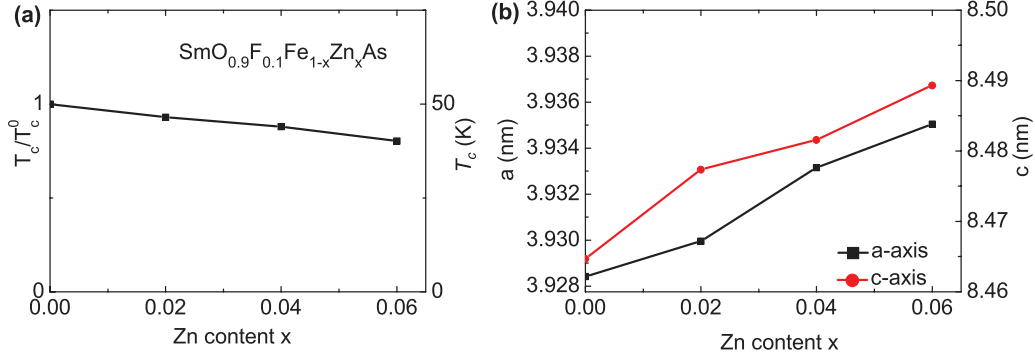 (a)
SmO0.9F0.1Fe1-xZnxAs
1
0
Tc/Tc0
50
0
Tc (K)
0.00 0.02 0.04 0.06
Zn content x
(b)
3.940
3.937
3.936
3.934
3.933
3.930
3.928
a (nm)
8.50
8.49
8.48
8.47
8.46
c (nm)
a-axis
c-axis
0.00 0.02 0.04 0.06
Zn content x